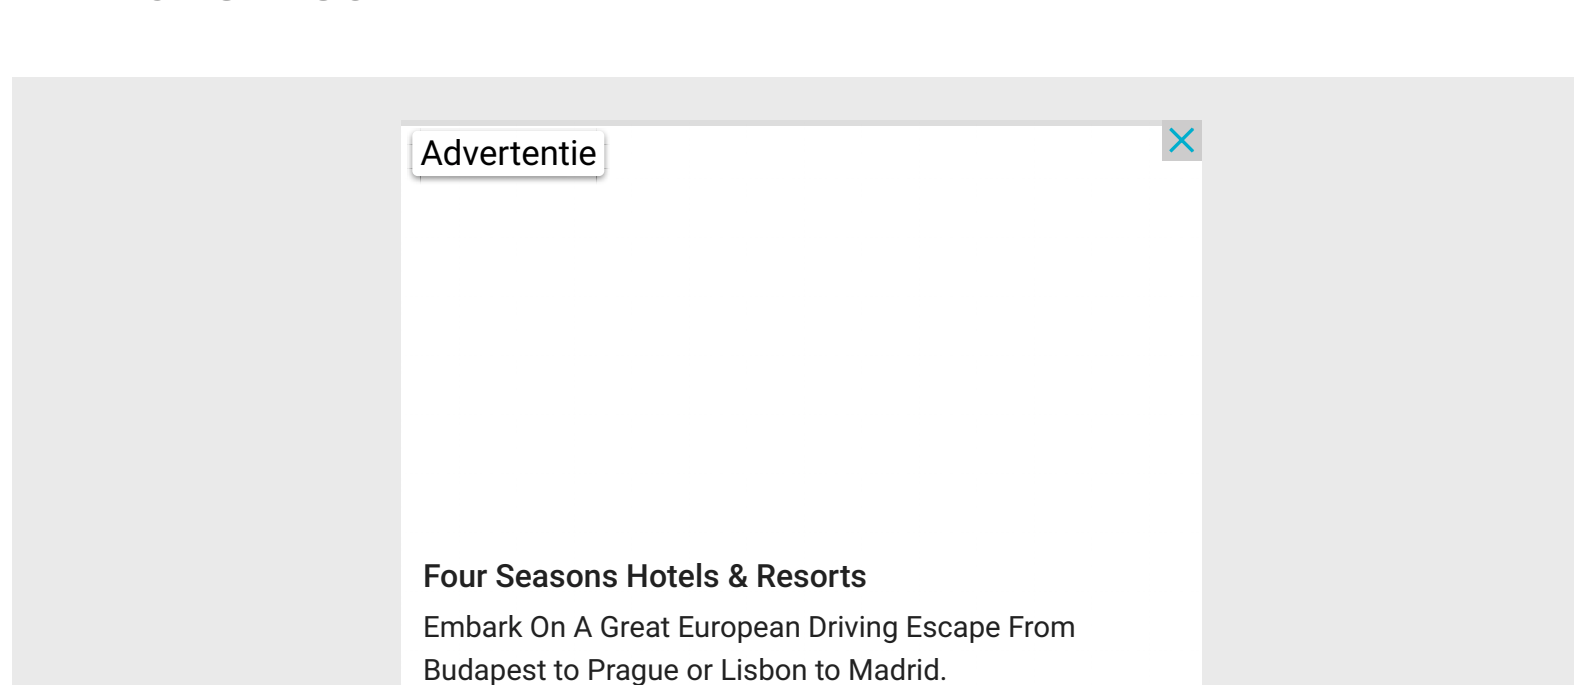 Advertentie
Four Seasons Hotels & Resorts
Embark On A Great European Driving Escape From
Budapest to Prague or Lisbon to Madrid.